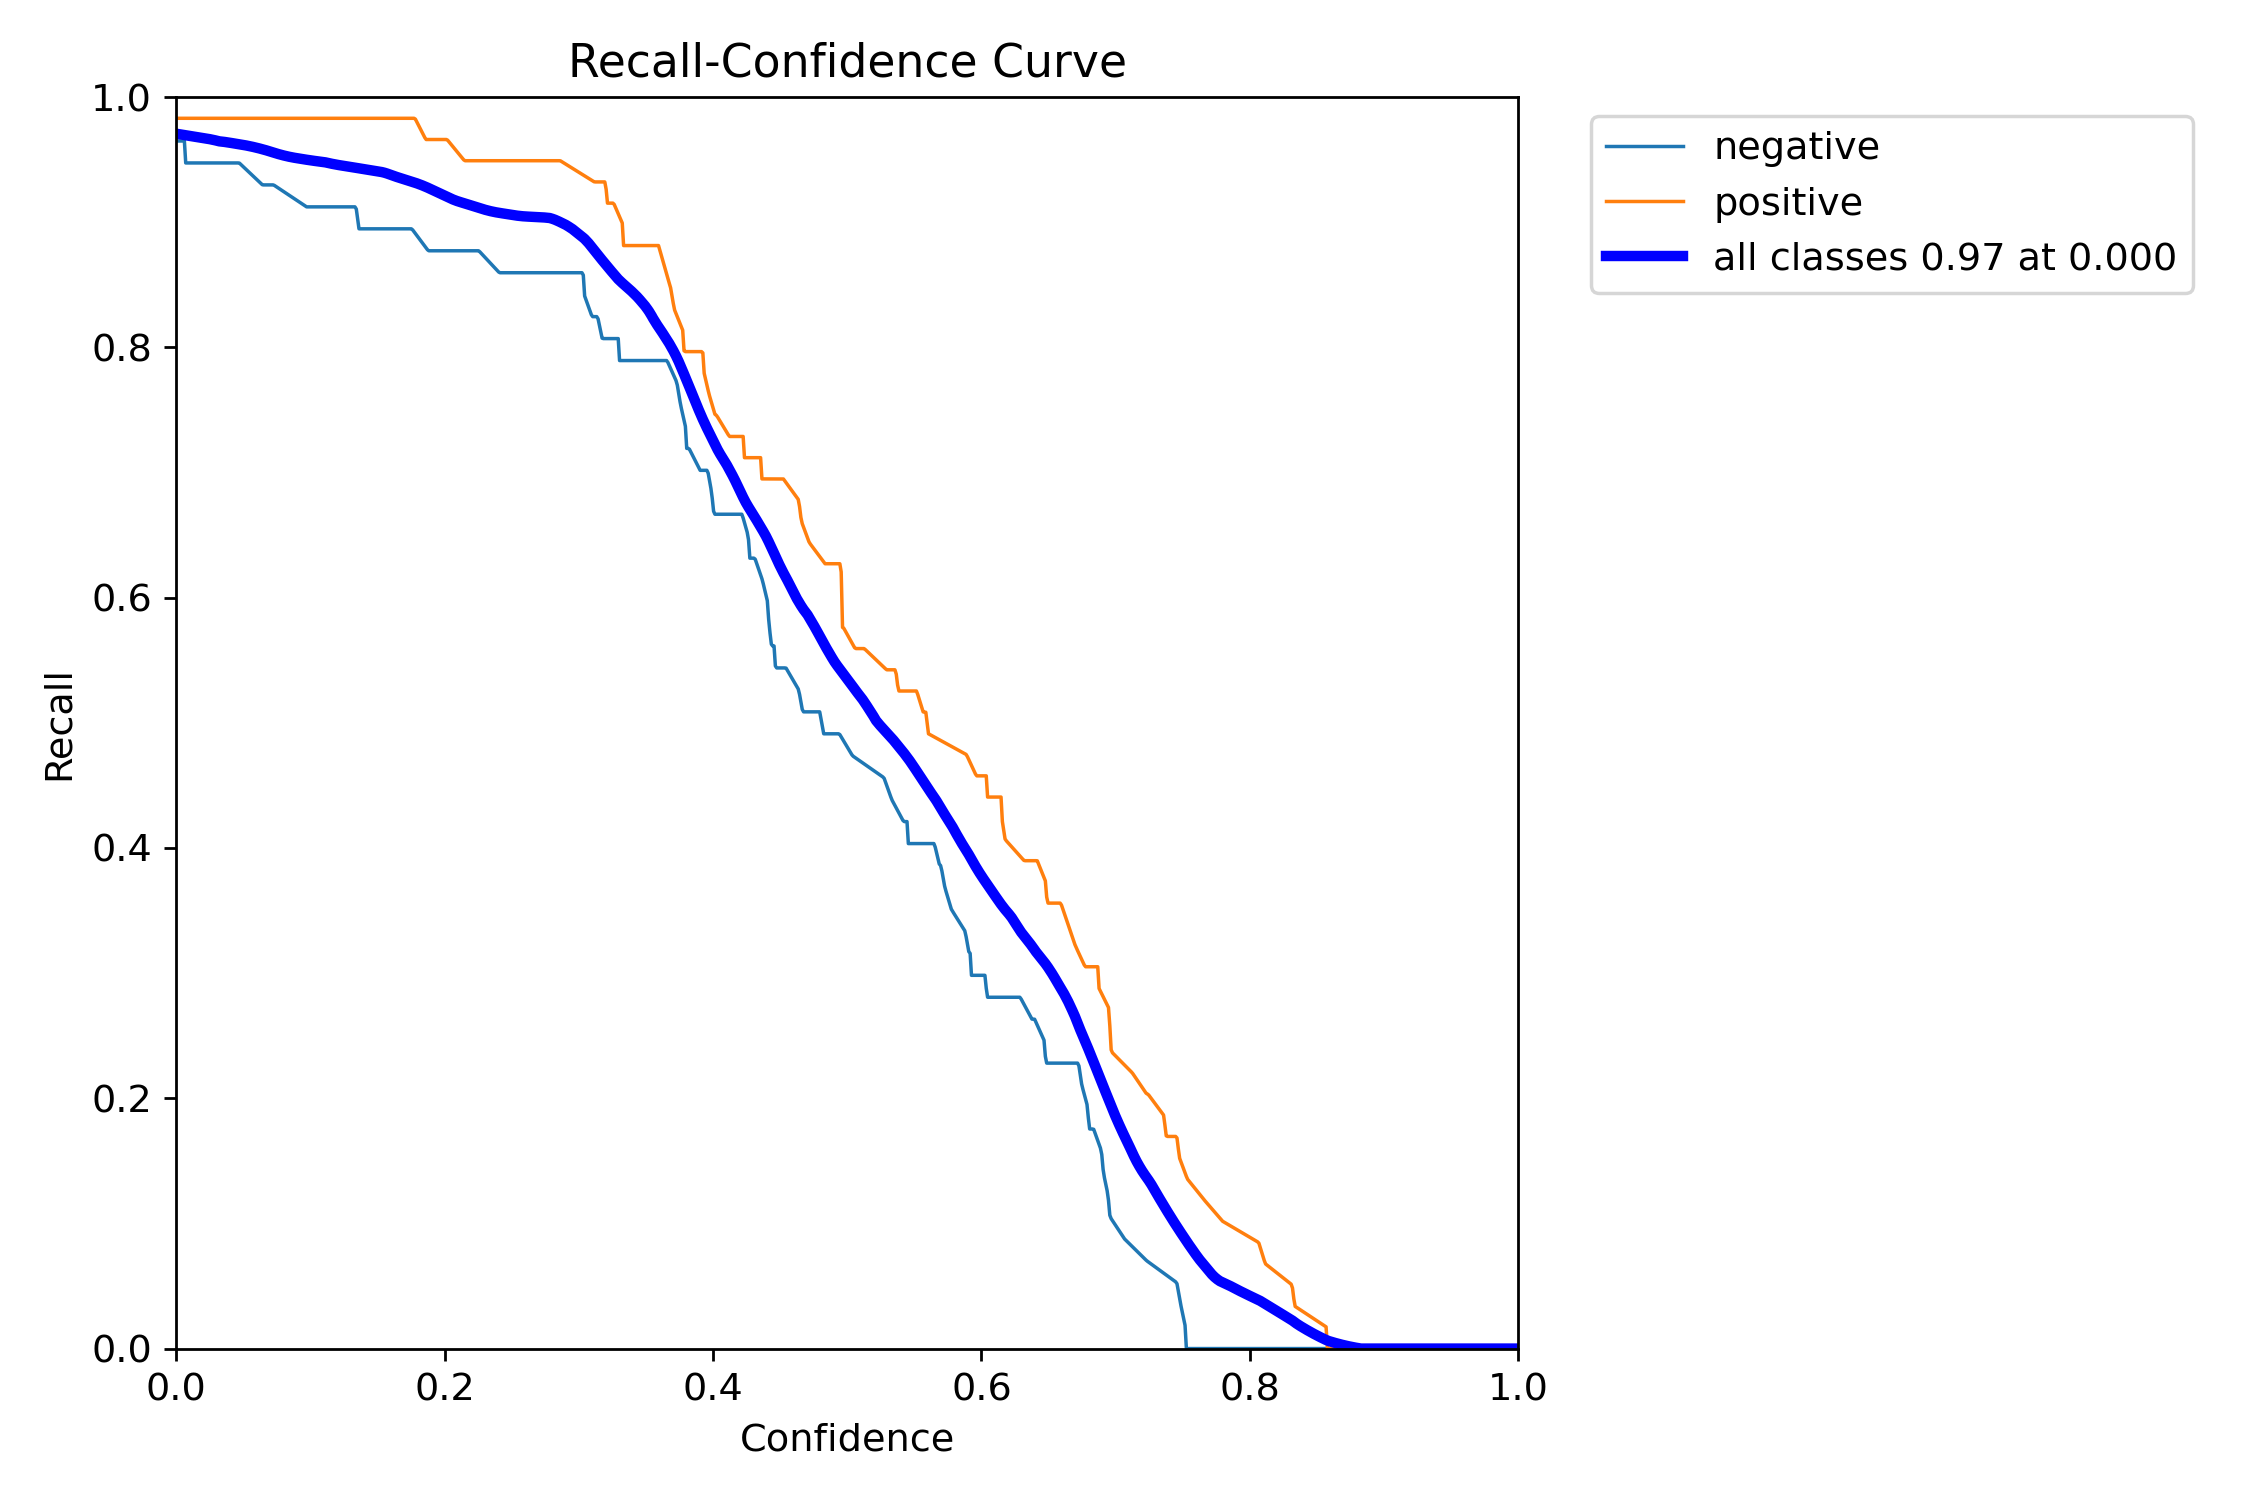 Recall-Confidence Curve
1.0
0.8
0.6
0.4
0.2
0.0
Recall
0.0 0.2 0.4 0.6 0.8 1.0
Confidence
negative
positive
all classes 0.97 at 0.000